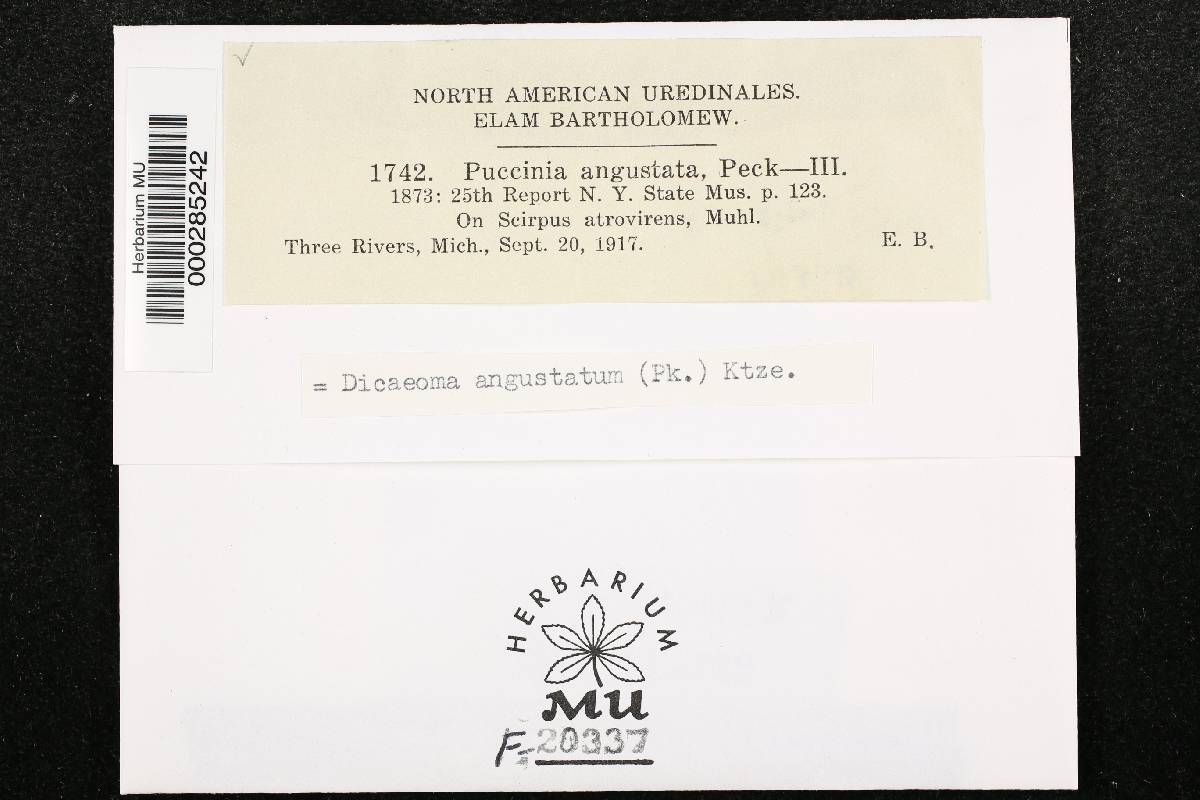 NORTH AMERICAN UREDINALES.
ELAM BARTHOLOMEW.
1742. Puccinia angustata, Peck—III.
1873: 25th Report N. Y. State Mus. p. 123.
On Scirpus atrovirens, Muhl.
Three Rivers, Mich., Sept. 20, 1917. E. B.
Herbarium MU
000285242
= Dicaeoma angustatum (Pk.) Ktze.
HERBARIUM
MU
F-20337